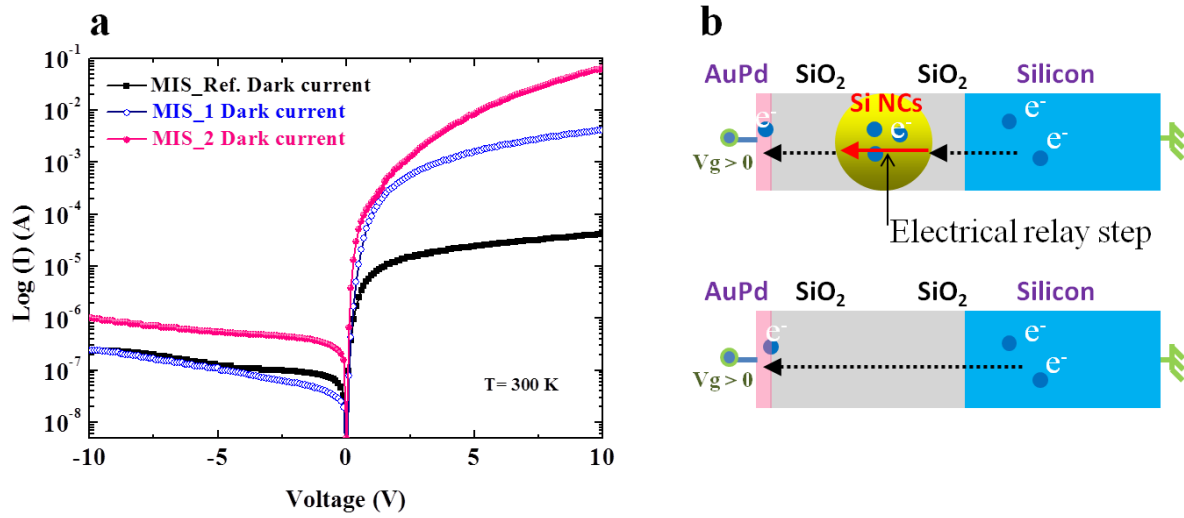 a
Log (I) (A)
10⁻¹
10⁻²
10⁻³
10⁻⁴
10⁻⁵
10⁻⁶
10⁻⁷
10⁻⁸
MIS_Ref. Dark current
MIS_1 Dark current
MIS_2 Dark current
T= 300 K
-10
-5
0
5
10
Voltage (V)
b
AuPd SiO₂ SiO₂ Silicon
Si NCs
e⁻ e⁻ e⁻ e⁻
Vg > 0
Electrical relay step
AuPd SiO₂ SiO₂ Silicon
e⁻ e⁻ e⁻
Vg > 0